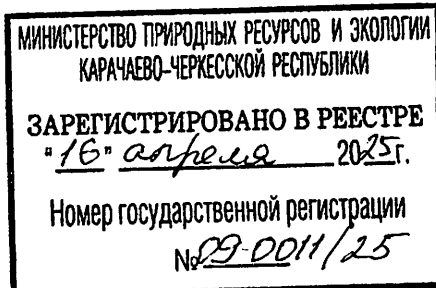 МИНИСТЕРСТВО ПРИРОДНЫХ РЕСУРСОВ И ЭКОЛОГИИ
КАРАЧАЕВО-ЧЕРКЕССКОЙ РЕСПУБЛИКИ
ЗАРЕГИСТРИРОВАНО В РЕЕСТРЕ
"16" апреля 2025г.
Номер государственной регистрации
№09-0011/25